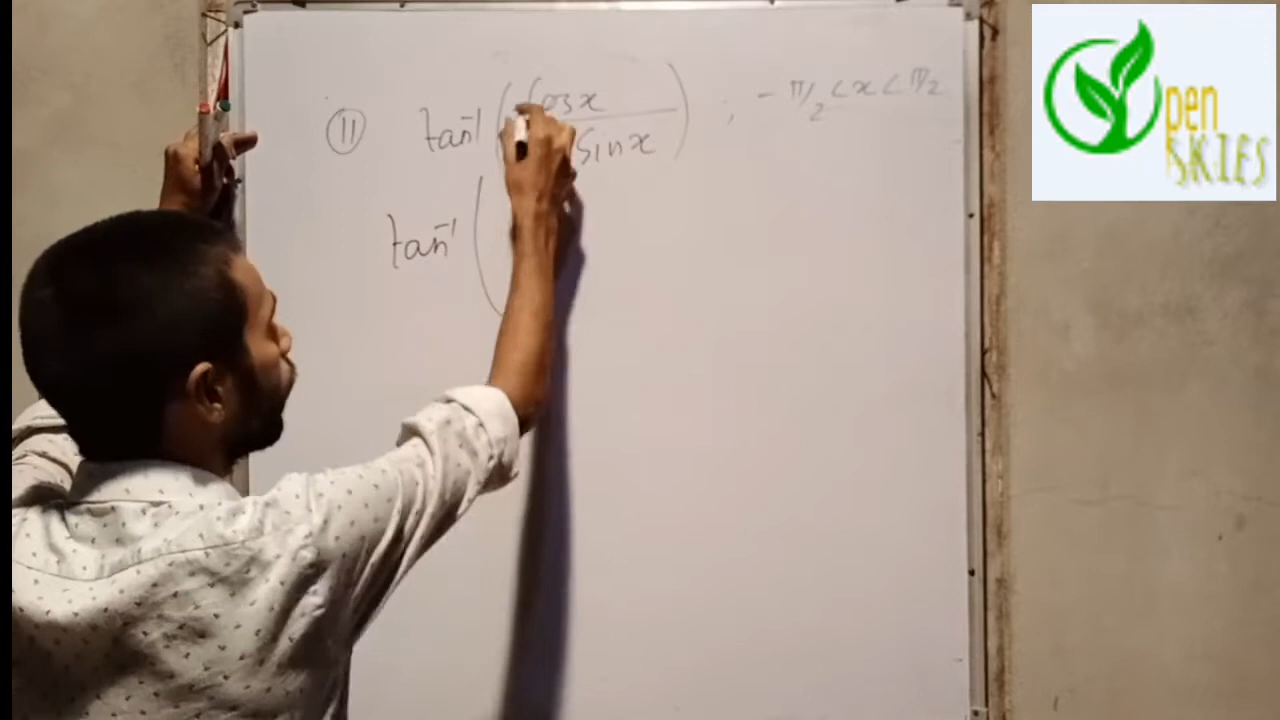 ⑪ tan⁻¹ ( cosx / sinx ) ; - π/2 < x < π/2
tan⁻¹ (
Open
SKIES